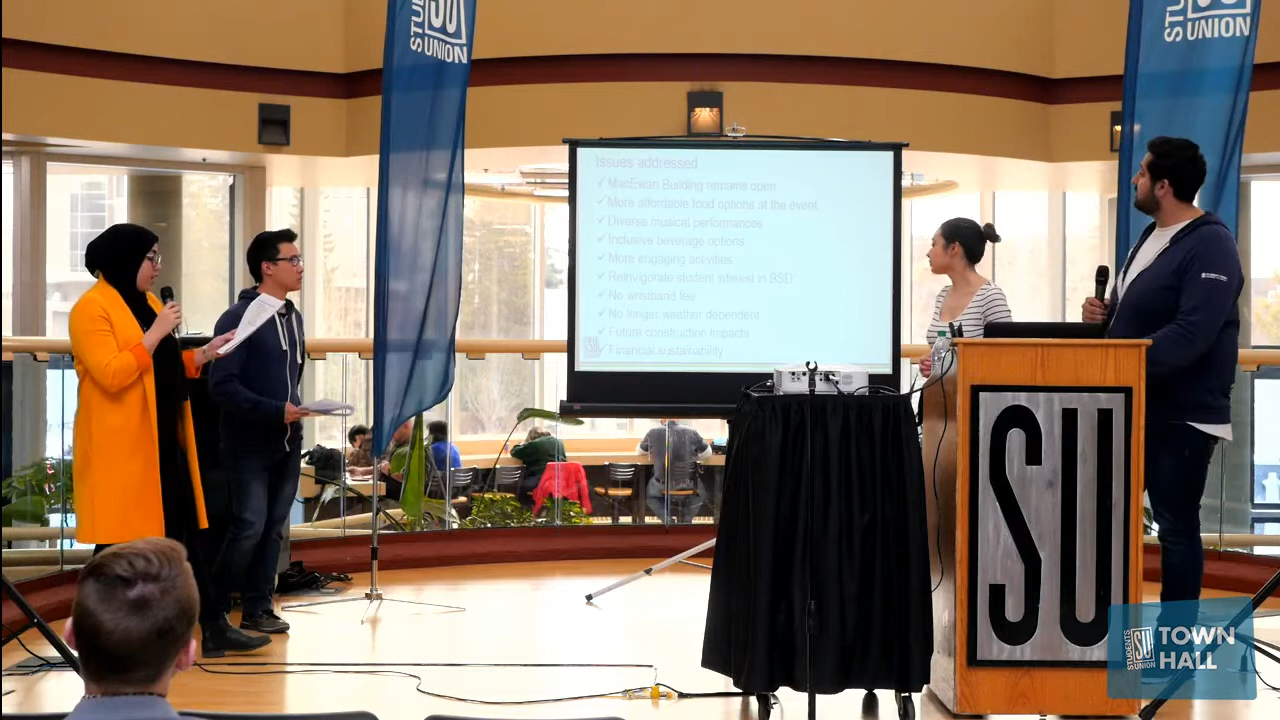 STUDENTS
SU
UNION
STUDENTS
SU
UNION
Issues addressed
✓ MacEwan Building remains open
✓ More affordable food options at the event
✓ Diverse musical performances
✓ Inclusive beverage options
✓ More engaging activities
✓ Reinvigorate student interest in BSD
✓ No wristband fee
✓ No longer weather dependent
✓ Future construction impacts
✓ Financial sustainability
SU
STUDENTS
SU
UNION
TOWN
HALL